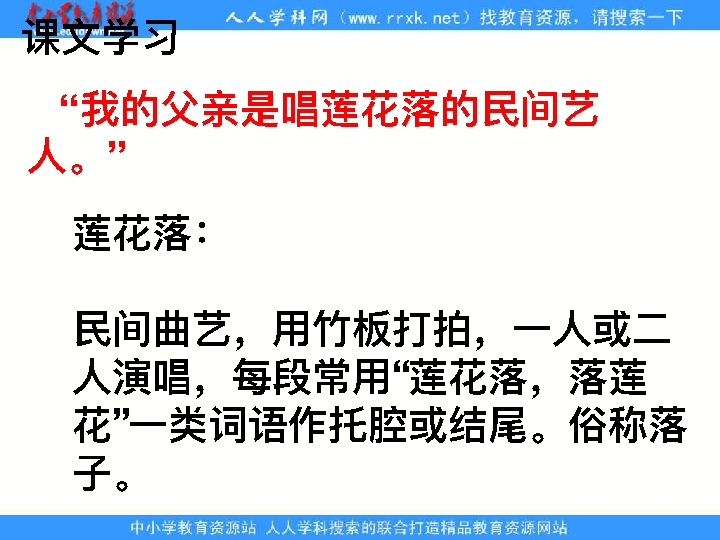 人人学科网（www.rrxk.net）找教育资源，请搜索一下
课文学习
“我的父亲是唱莲花落的民间艺
人。”
莲花落：
民间曲艺，用竹板打拍，一人或二
人演唱，每段常用“莲花落，落莲
花”一类词语作托腔或结尾。俗称落
子。
中小学教育资源站 人人学科搜索的联合打造精品教育资源网站